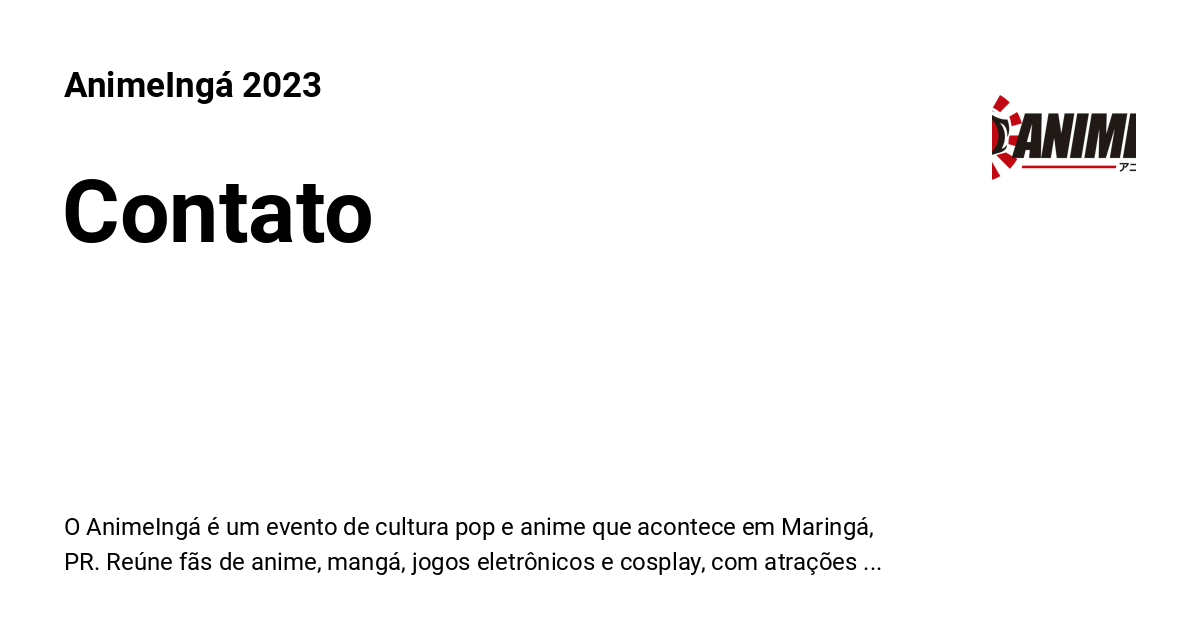 AnimeIngá 2023
ANIM
アニ
Contato
O AnimeIngá é um evento de cultura pop e anime que acontece em Maringá,
PR. Reúne fãs de anime, mangá, jogos eletrônicos e cosplay, com atrações ...